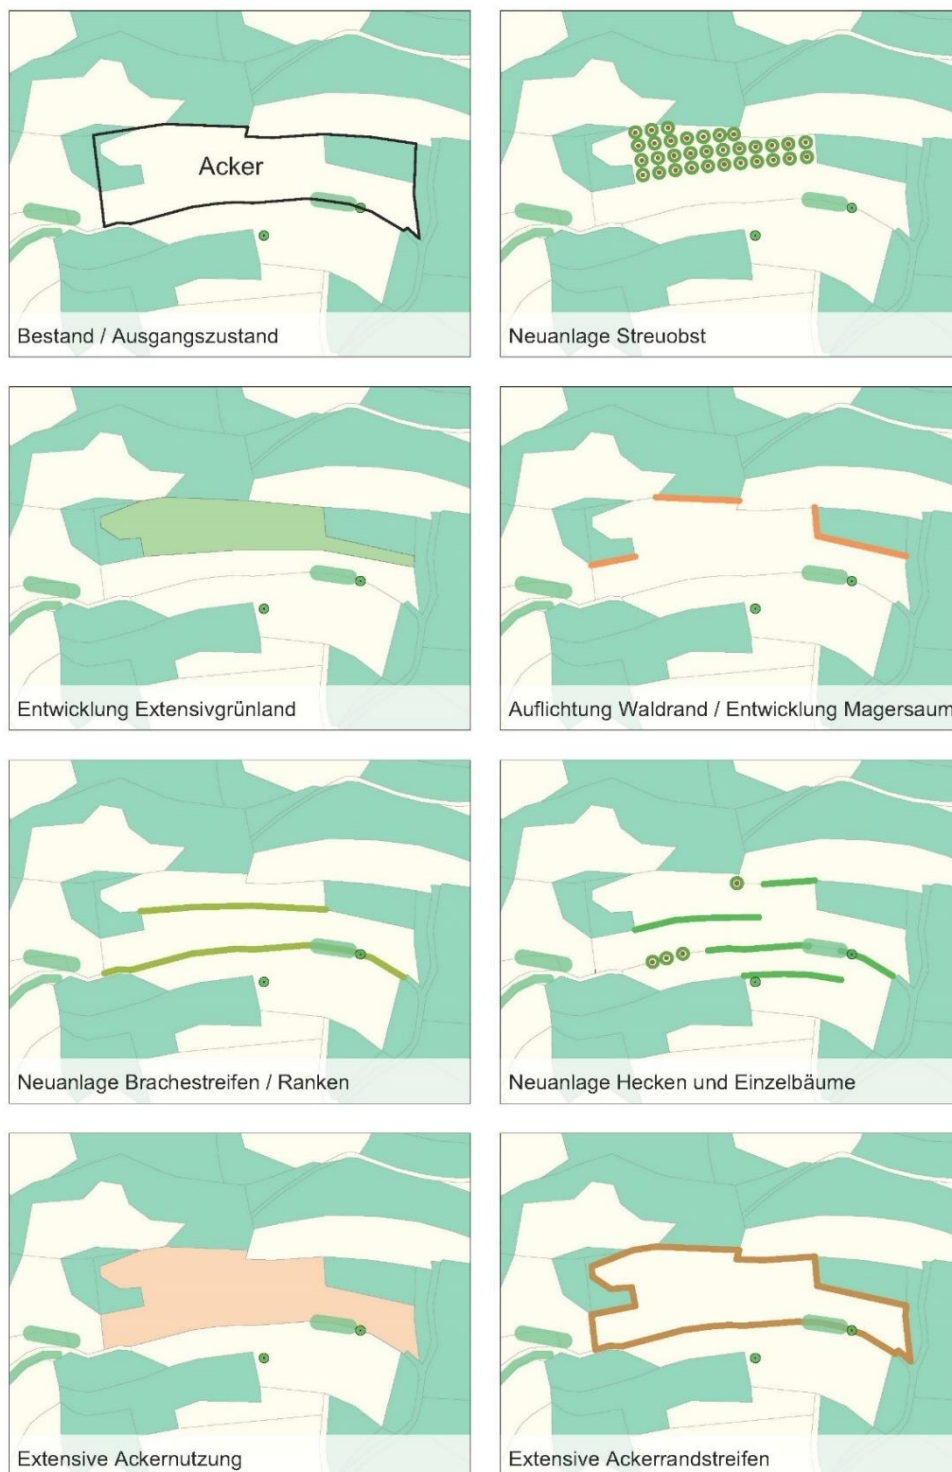 Acker
Bestand / Ausgangszustand
Neuanlage Streuobst
Entwicklung Extensivgrünland
Auflichtung Waldrand / Entwicklung Magersaum
Neuanlage Brachestreifen / Ranken
Neuanlage Hecken und Einzelbäume
Extensive Ackernutzung
Extensive Ackerrandstreifen